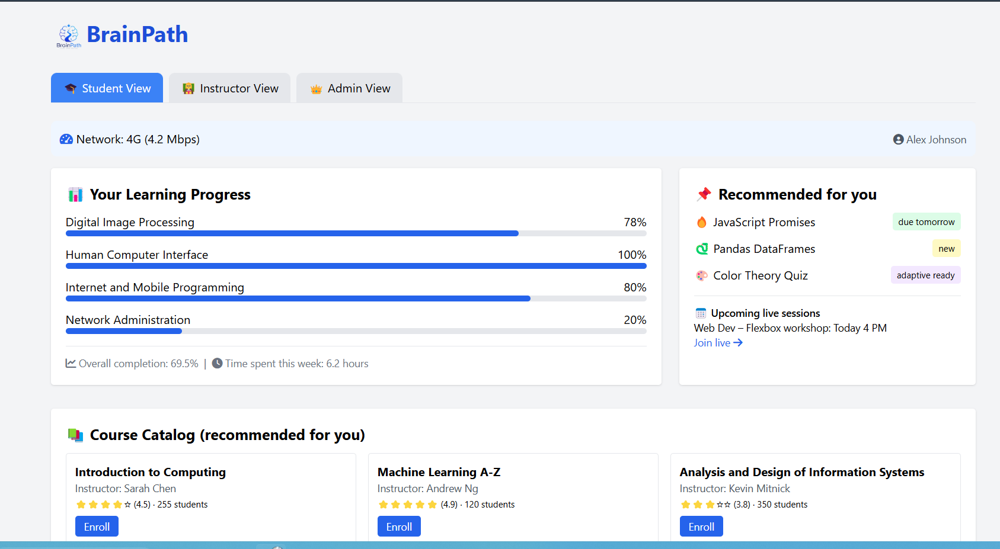 BrainPath
BrainPath
Student View
Instructor View
Admin View
Network: 4G (4.2 Mbps)
Alex Johnson
Your Learning Progress
Digital Image Processing 78%
Human Computer Interface 100%
Internet and Mobile Programming 80%
Network Administration 20%
Overall completion: 69.5% | Time spent this week: 6.2 hours
Recommended for you
JavaScript Promises due tomorrow
Pandas DataFrames new
Color Theory Quiz adaptive ready
Upcoming live sessions
Web Dev – Flexbox workshop: Today 4 PM
Join live →
Course Catalog (recommended for you)
Introduction to Computing
Instructor: Sarah Chen
⭐⭐⭐⭐☆ (4.5) · 255 students
Enroll
Machine Learning A-Z
Instructor: Andrew Ng
⭐⭐⭐⭐⭐ (4.9) · 120 students
Enroll
Analysis and Design of Information Systems
Instructor: Kevin Mitnick
⭐⭐⭐☆☆ (3.8) · 350 students
Enroll